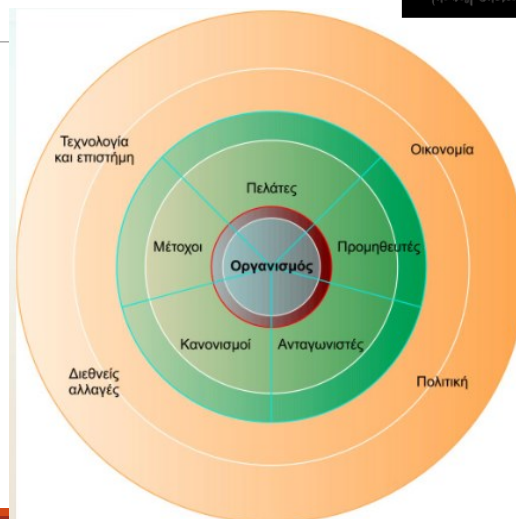 Τεχνολογία
και επιστήμη
Οικονομία
Πελάτες
Μέτοχοι
Προμηθευτές
Οργανισμός
Κανονισμοί
Ανταγωνιστές
Διεθνείς
αλλαγές
Πολιτική